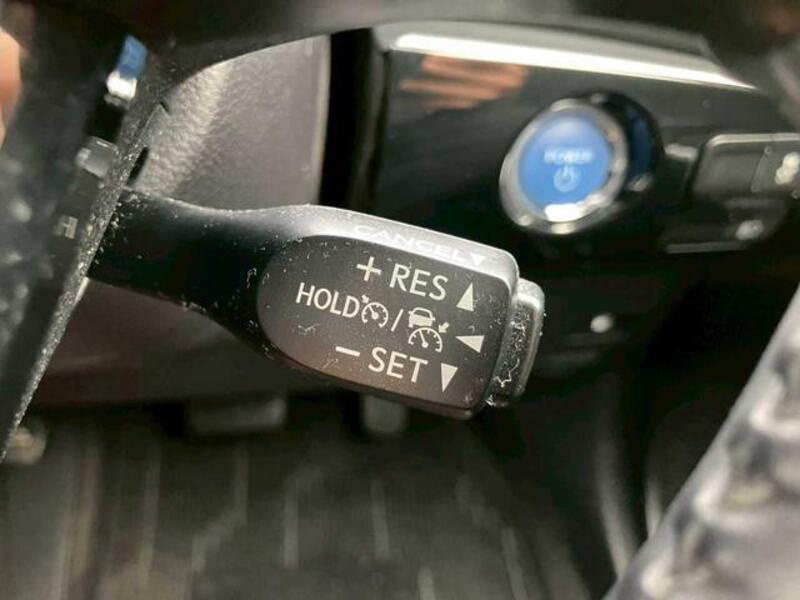 CANCEL
+ RES
HOLD /
- SET
POWER